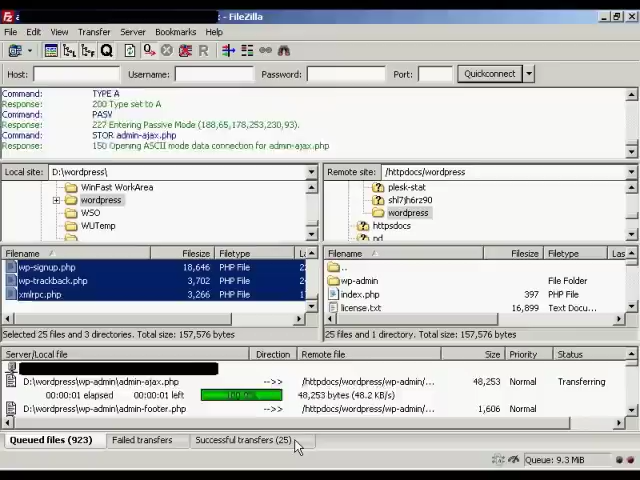 - FileZilla
File Edit View Transfer Server Bookmarks Help
Host: Username: Password: Port: Quickconnect
Command: TYPE A
Response: 200 Type set to A
Command: PASV
Response: 227 Entering Passive Mode (188,65,178,253,230,93).
Command: STOR admin-ajax.php
Response: 150 Opening ASCII mode data connection for admin-ajax.php
Local site: D:\wordpress\
WinFast WorkArea
wordpress
WSO
WUTemp
Remote site: /httpdocs/wordpress
plesk-stat
shl7jh6rz90
wordpress
httpsdocs
pd
Filename Filesize Filetype La
wp-signup.php 18,646 PHP File 2
wp-trackback.php 3,702 PHP File
xmlrpc.php 3,266 PHP File 1
Selected 25 files and 3 directories. Total size: 157,576 bytes
Filename Filesize Filetype
..
wp-admin File Folder
index.php 397 PHP File
license.txt 16,899 Text Docu...
25 files and 1 directory. Total size: 157,576 bytes
Server/Local file Direction Remote file Size Priority Status
D:\wordpress\wp-admin\admin-ajax.php -->> /httpdocs/wordpress/wp-admin/... 48,253 Normal Transferring
00:00:01 elapsed 00:00:01 left 100.0% 48,253 bytes (48.2 KB/s)
D:\wordpress\wp-admin\admin-footer.php -->> /httpdocs/wordpress/wp-admin/... 1,606 Normal
Queued files (923) Failed transfers Successful transfers (25)
Queue: 9.3 MiB